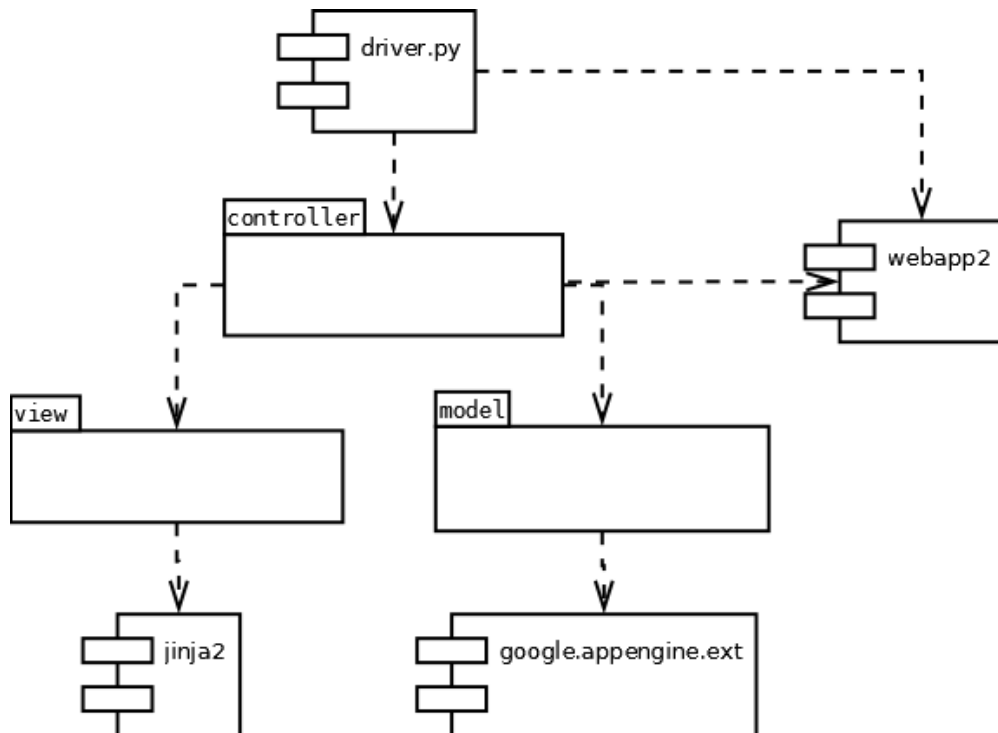 driver.py
controller
webapp2
view
model
jinja2
google.appengine.ext